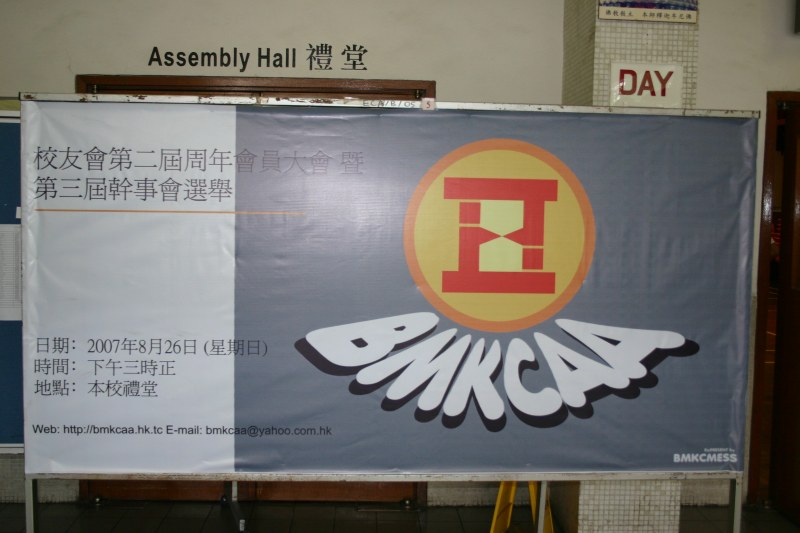 Assembly Hall 禮堂
DAY
校友會第二屆周年會員大會 暨
第三屆幹事會選舉
BMKCAA
日期： 2007年8月26日 (星期日)
時間： 下午三時正
地點： 本校禮堂
Web: http://bmkcaa.hk.tc E-mail: bmkcaa@yahoo.com.hk
BMKCMESS